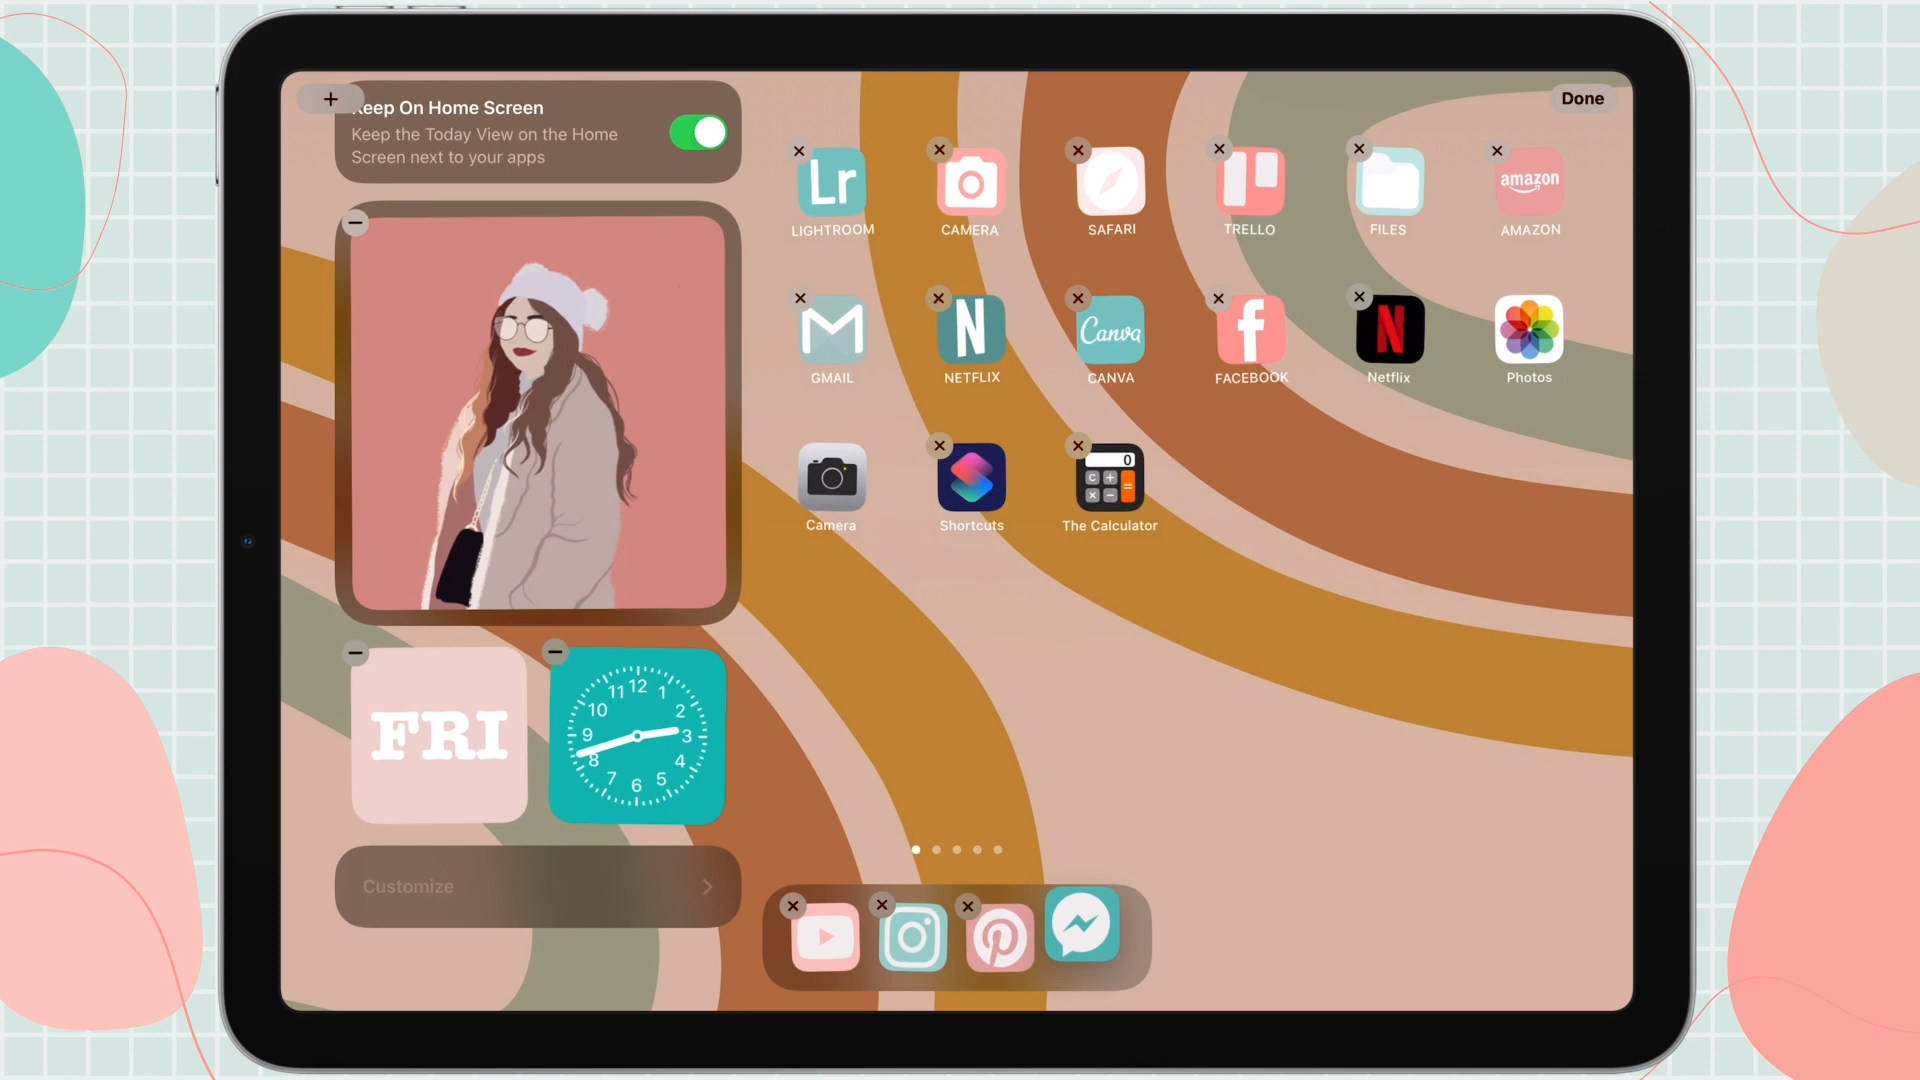 +
Keep On Home Screen
Keep the Today View on the Home
Screen next to your apps
Done
Lr
amazon
LIGHTROOM
CAMERA
SAFARI
TRELLO
FILES
AMAZON
N
Canva
f
N
GMAIL
NETFLIX
CANVA
FACEBOOK
Netflix
Photos
0
C +
=
× −
Camera
Shortcuts
The Calculator
FRI
12
11 1
10 2
9 3
8 4
7 5
6
Customize